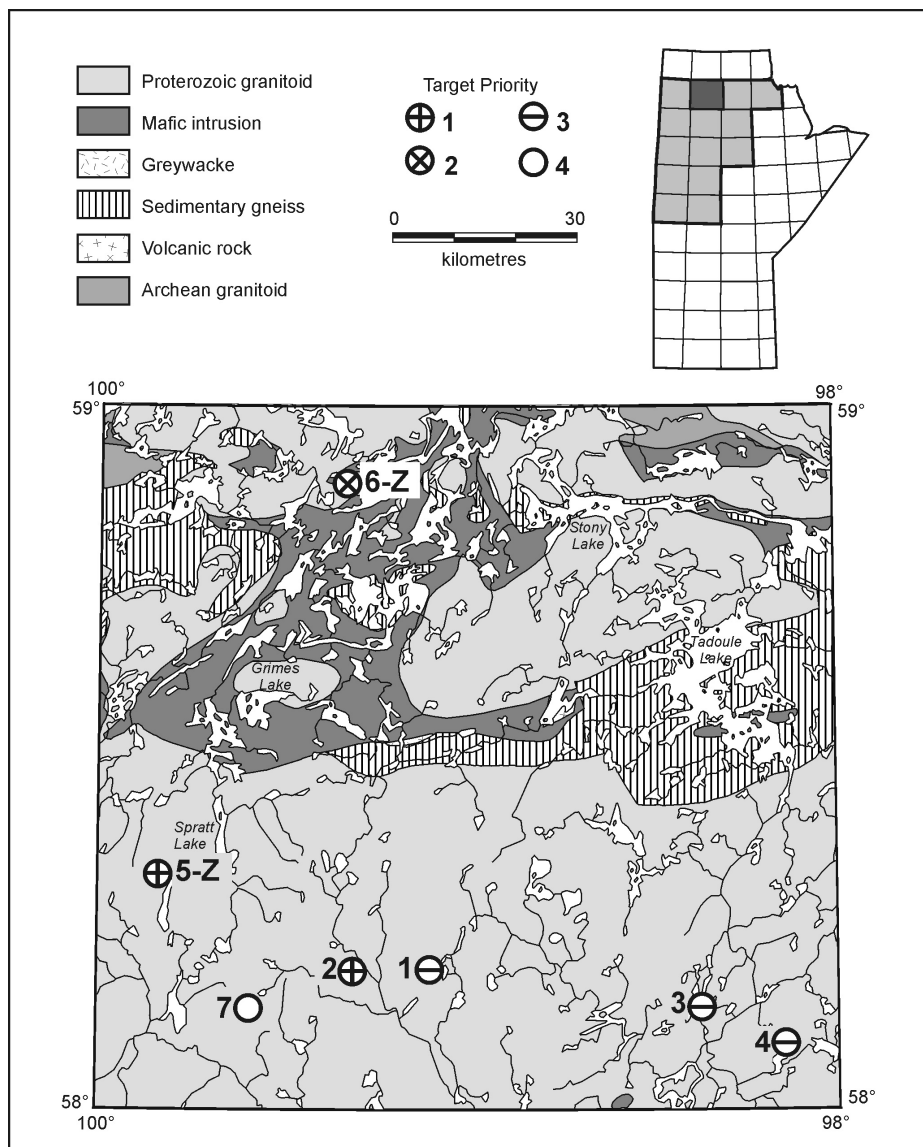 Proterozoic granitoid
Mafic intrusion
Greywacke
Sedimentary gneiss
Volcanic rock
Archean granitoid
Target Priority
1
3
2
4
0 30
kilometres
100° 98°
59° 59°
6-Z
Stony
Lake
Tadoule
Lake
Grimes
Lake
Spratt
Lake
5-Z
2
1
7
3
4
58° 58°
100° 98°